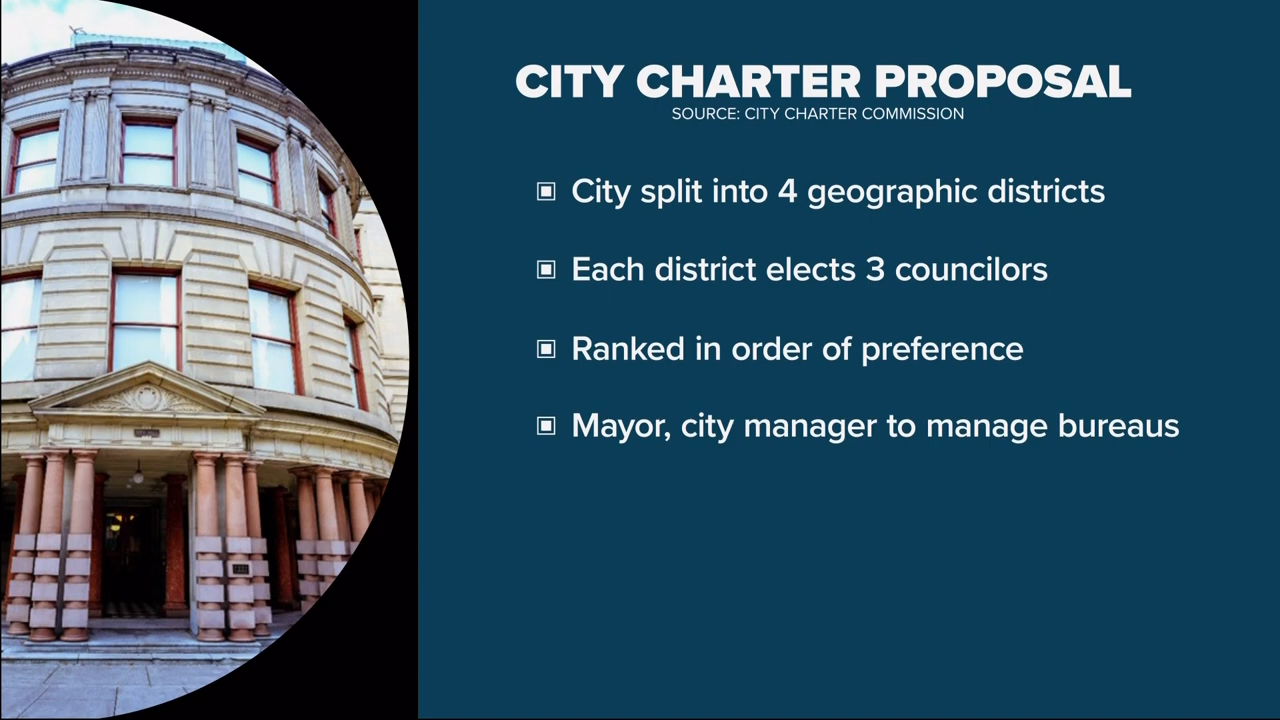 CITY CHARTER PROPOSAL
SOURCE: CITY CHARTER COMMISSION
City split into 4 geographic districts
Each district elects 3 councilors
Ranked in order of preference
Mayor, city manager to manage bureaus